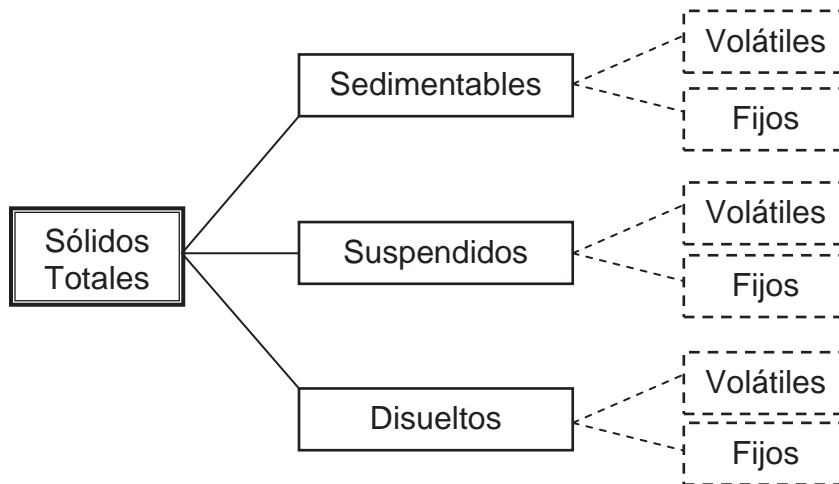 Sólidos
Totales
Sedimentables
Volátiles
Fijos
Suspendidos
Volátiles
Fijos
Disueltos
Volátiles
Fijos